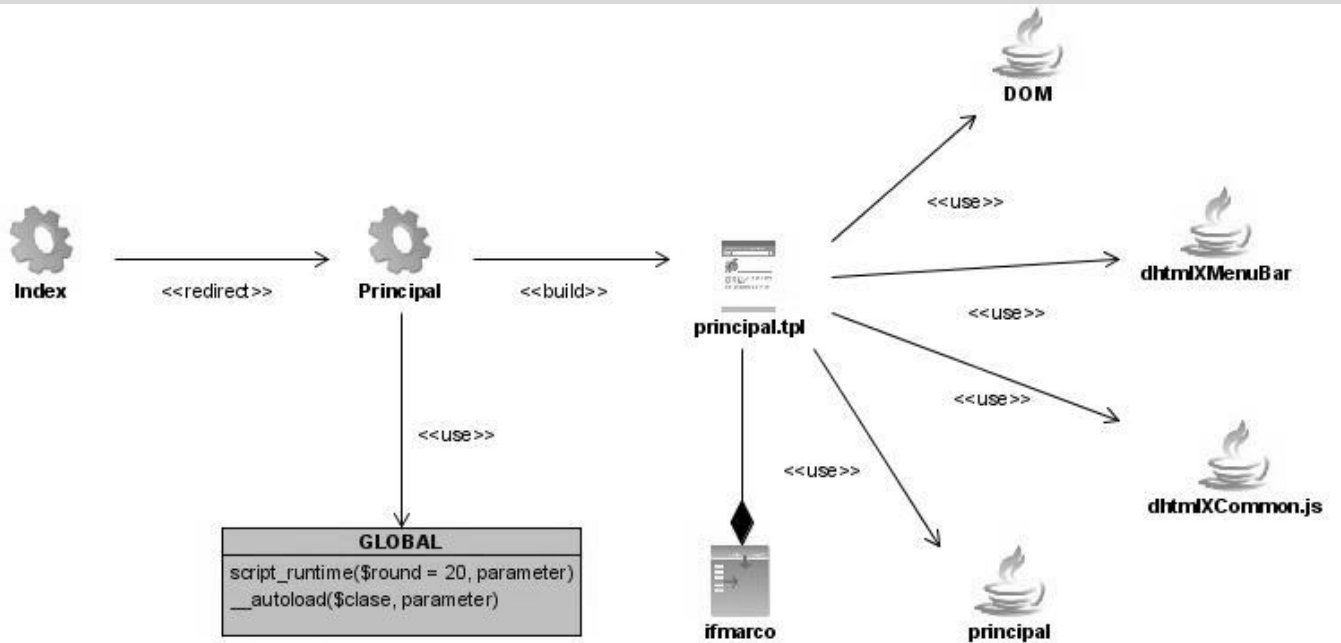 DOM
<<use>>
dhtmlXMenuBar
Index
<<redirect>>
Principal
<<build>>
principal.tpl
<<use>>
<<use>>
<<use>>
<<use>>
dhtmlXCommon.js
GLOBAL
script_runtime($round = 20, parameter)
__autoload($clase, parameter)
ifmarco
principal